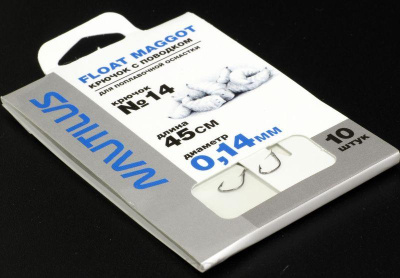 NAUTILUS
FLOAT MAGGOT
КРЮЧОК С ПОВОДКОМ
ДЛЯ ПОПЛАВОЧНОЙ ОСНАСТКИ
крючок
№14
длина
45см
диаметр
0,14мм
10
штук